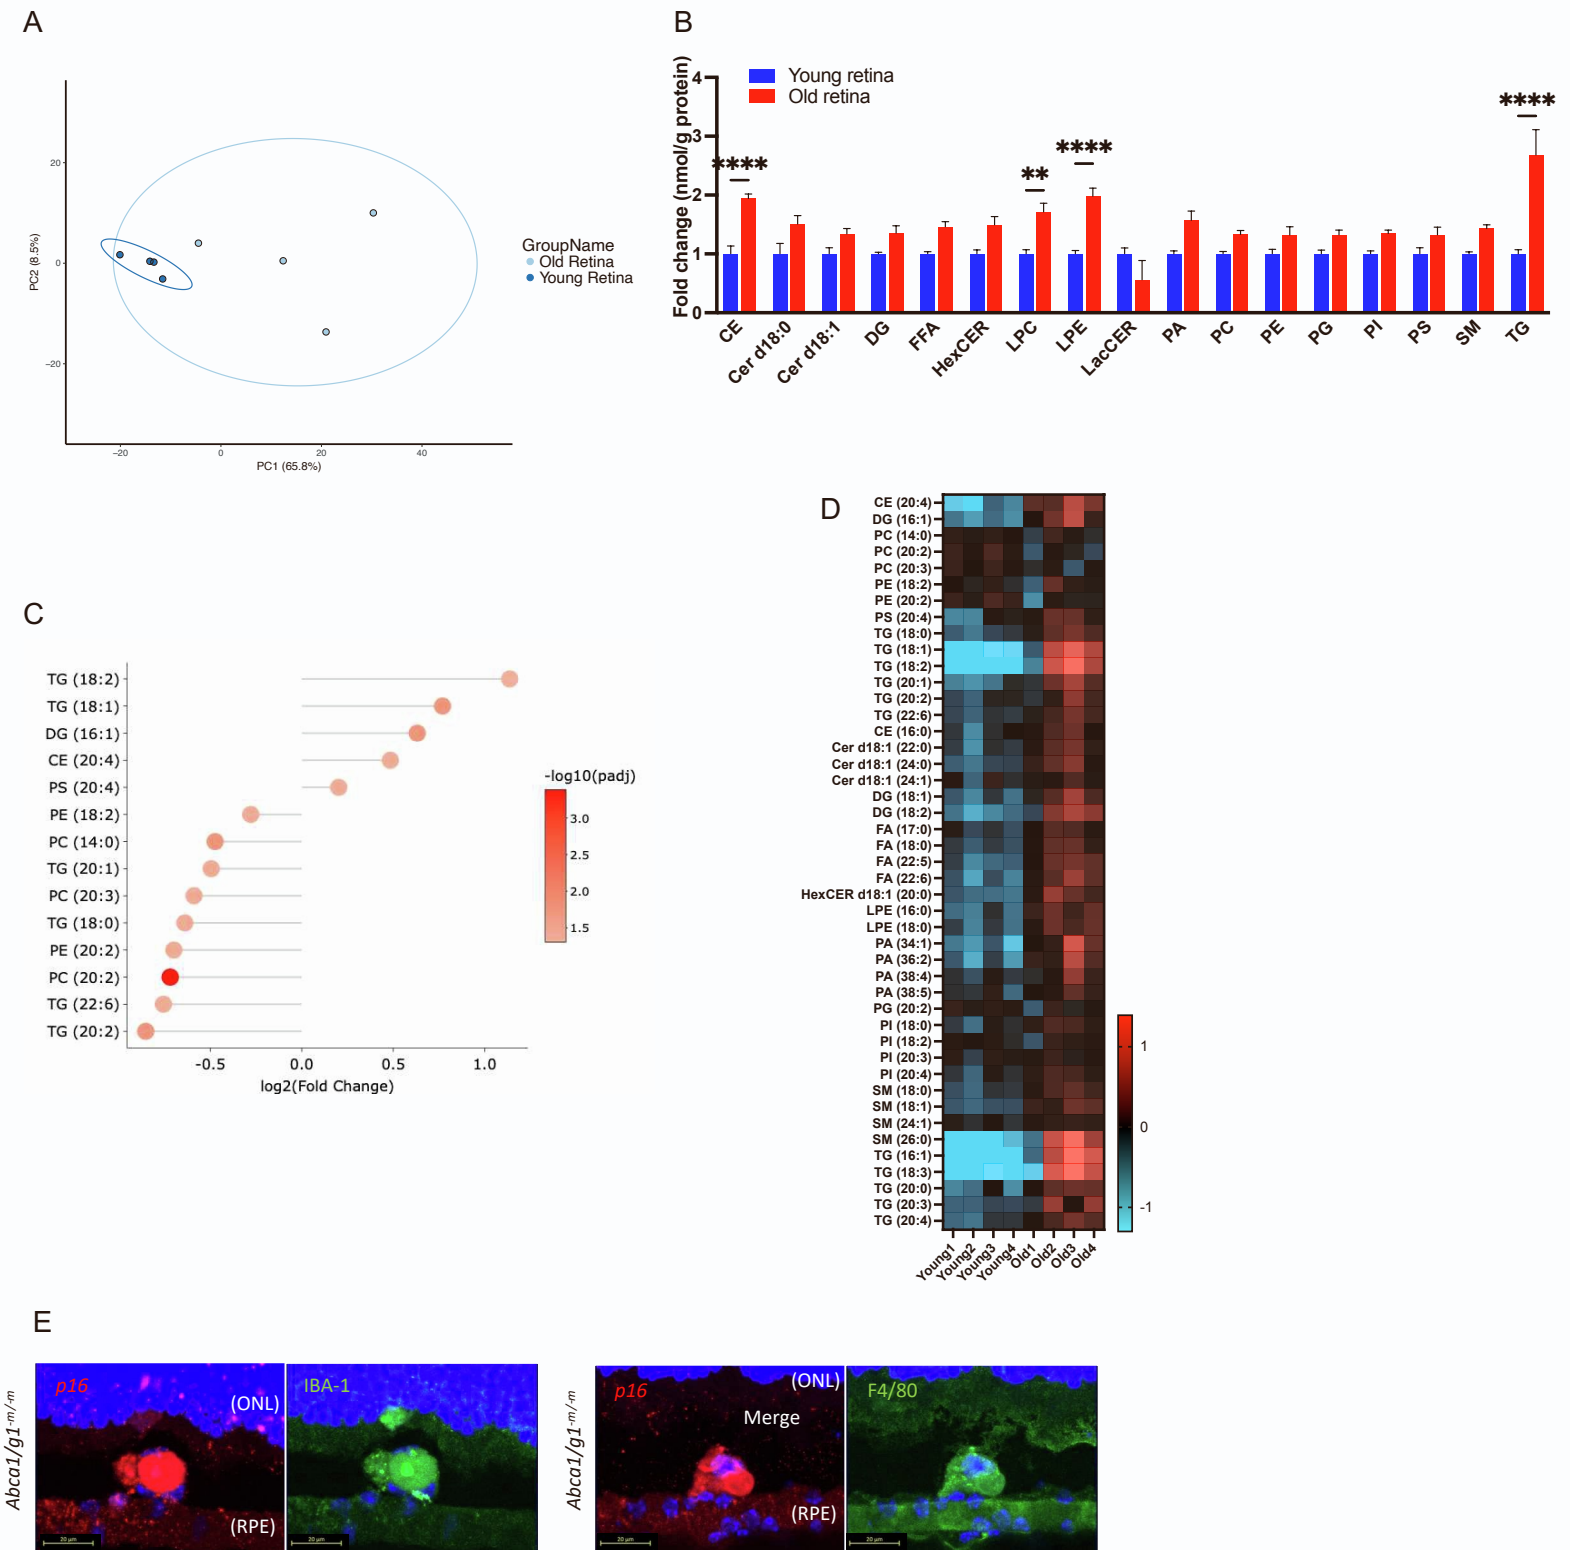 A
20
0
−20
PC2 (8.5%)
−20
0
20
40
PC1 (65.8%)
GroupName
Old Retina
Young Retina
B
Fold change (nmol/g protein)
4
3
2
1
0
Young retina
Old retina
****
**
****
****
CE
Cer d18:0
Cer d18:1
DG
FFA
HexCER
LPC
LPE
LacCER
PA
PC
PE
PG
PI
PS
SM
TG
C
TG (18:2)
TG (18:1)
DG (16:1)
CE (20:4)
PS (20:4)
PE (18:2)
PC (14:0)
TG (20:1)
PC (20:3)
TG (18:0)
PE (20:2)
PC (20:2)
TG (22:6)
TG (20:2)
-0.5
0.0
0.5
1.0
log2(Fold Change)
-log10(padj)
3.0
2.5
2.0
1.5
D
CE (20:4)
DG (16:1)
PC (14:0)
PC (20:2)
PC (20:3)
PE (18:2)
PE (20:2)
PS (20:4)
TG (18:0)
TG (18:1)
TG (18:2)
TG (20:1)
TG (20:2)
TG (22:6)
CE (16:0)
Cer d18:1 (22:0)
Cer d18:1 (24:0)
Cer d18:1 (24:1)
DG (18:1)
DG (18:2)
FA (17:0)
FA (18:0)
FA (22:5)
FA (22:6)
HexCER d18:1 (20:0)
LPE (16:0)
LPE (18:0)
PA (34:1)
PA (36:2)
PA (38:4)
PA (38:5)
PG (20:2)
PI (18:0)
PI (18:2)
PI (20:3)
PI (20:4)
SM (18:0)
SM (18:1)
SM (24:1)
SM (26:0)
TG (16:1)
TG (18:3)
TG (20:0)
TG (20:3)
TG (20:4)
Young1
Young2
Young3
Young4
Old1
Old2
Old3
Old4
1
0
-1
E
Abca1/g1-m/-m
p16
(ONL)
(RPE)
20 μm
IBA-1
20 μm
Abca1/g1-m/-m
p16
(ONL)
Merge
(RPE)
20 μm
F4/80
20 μm